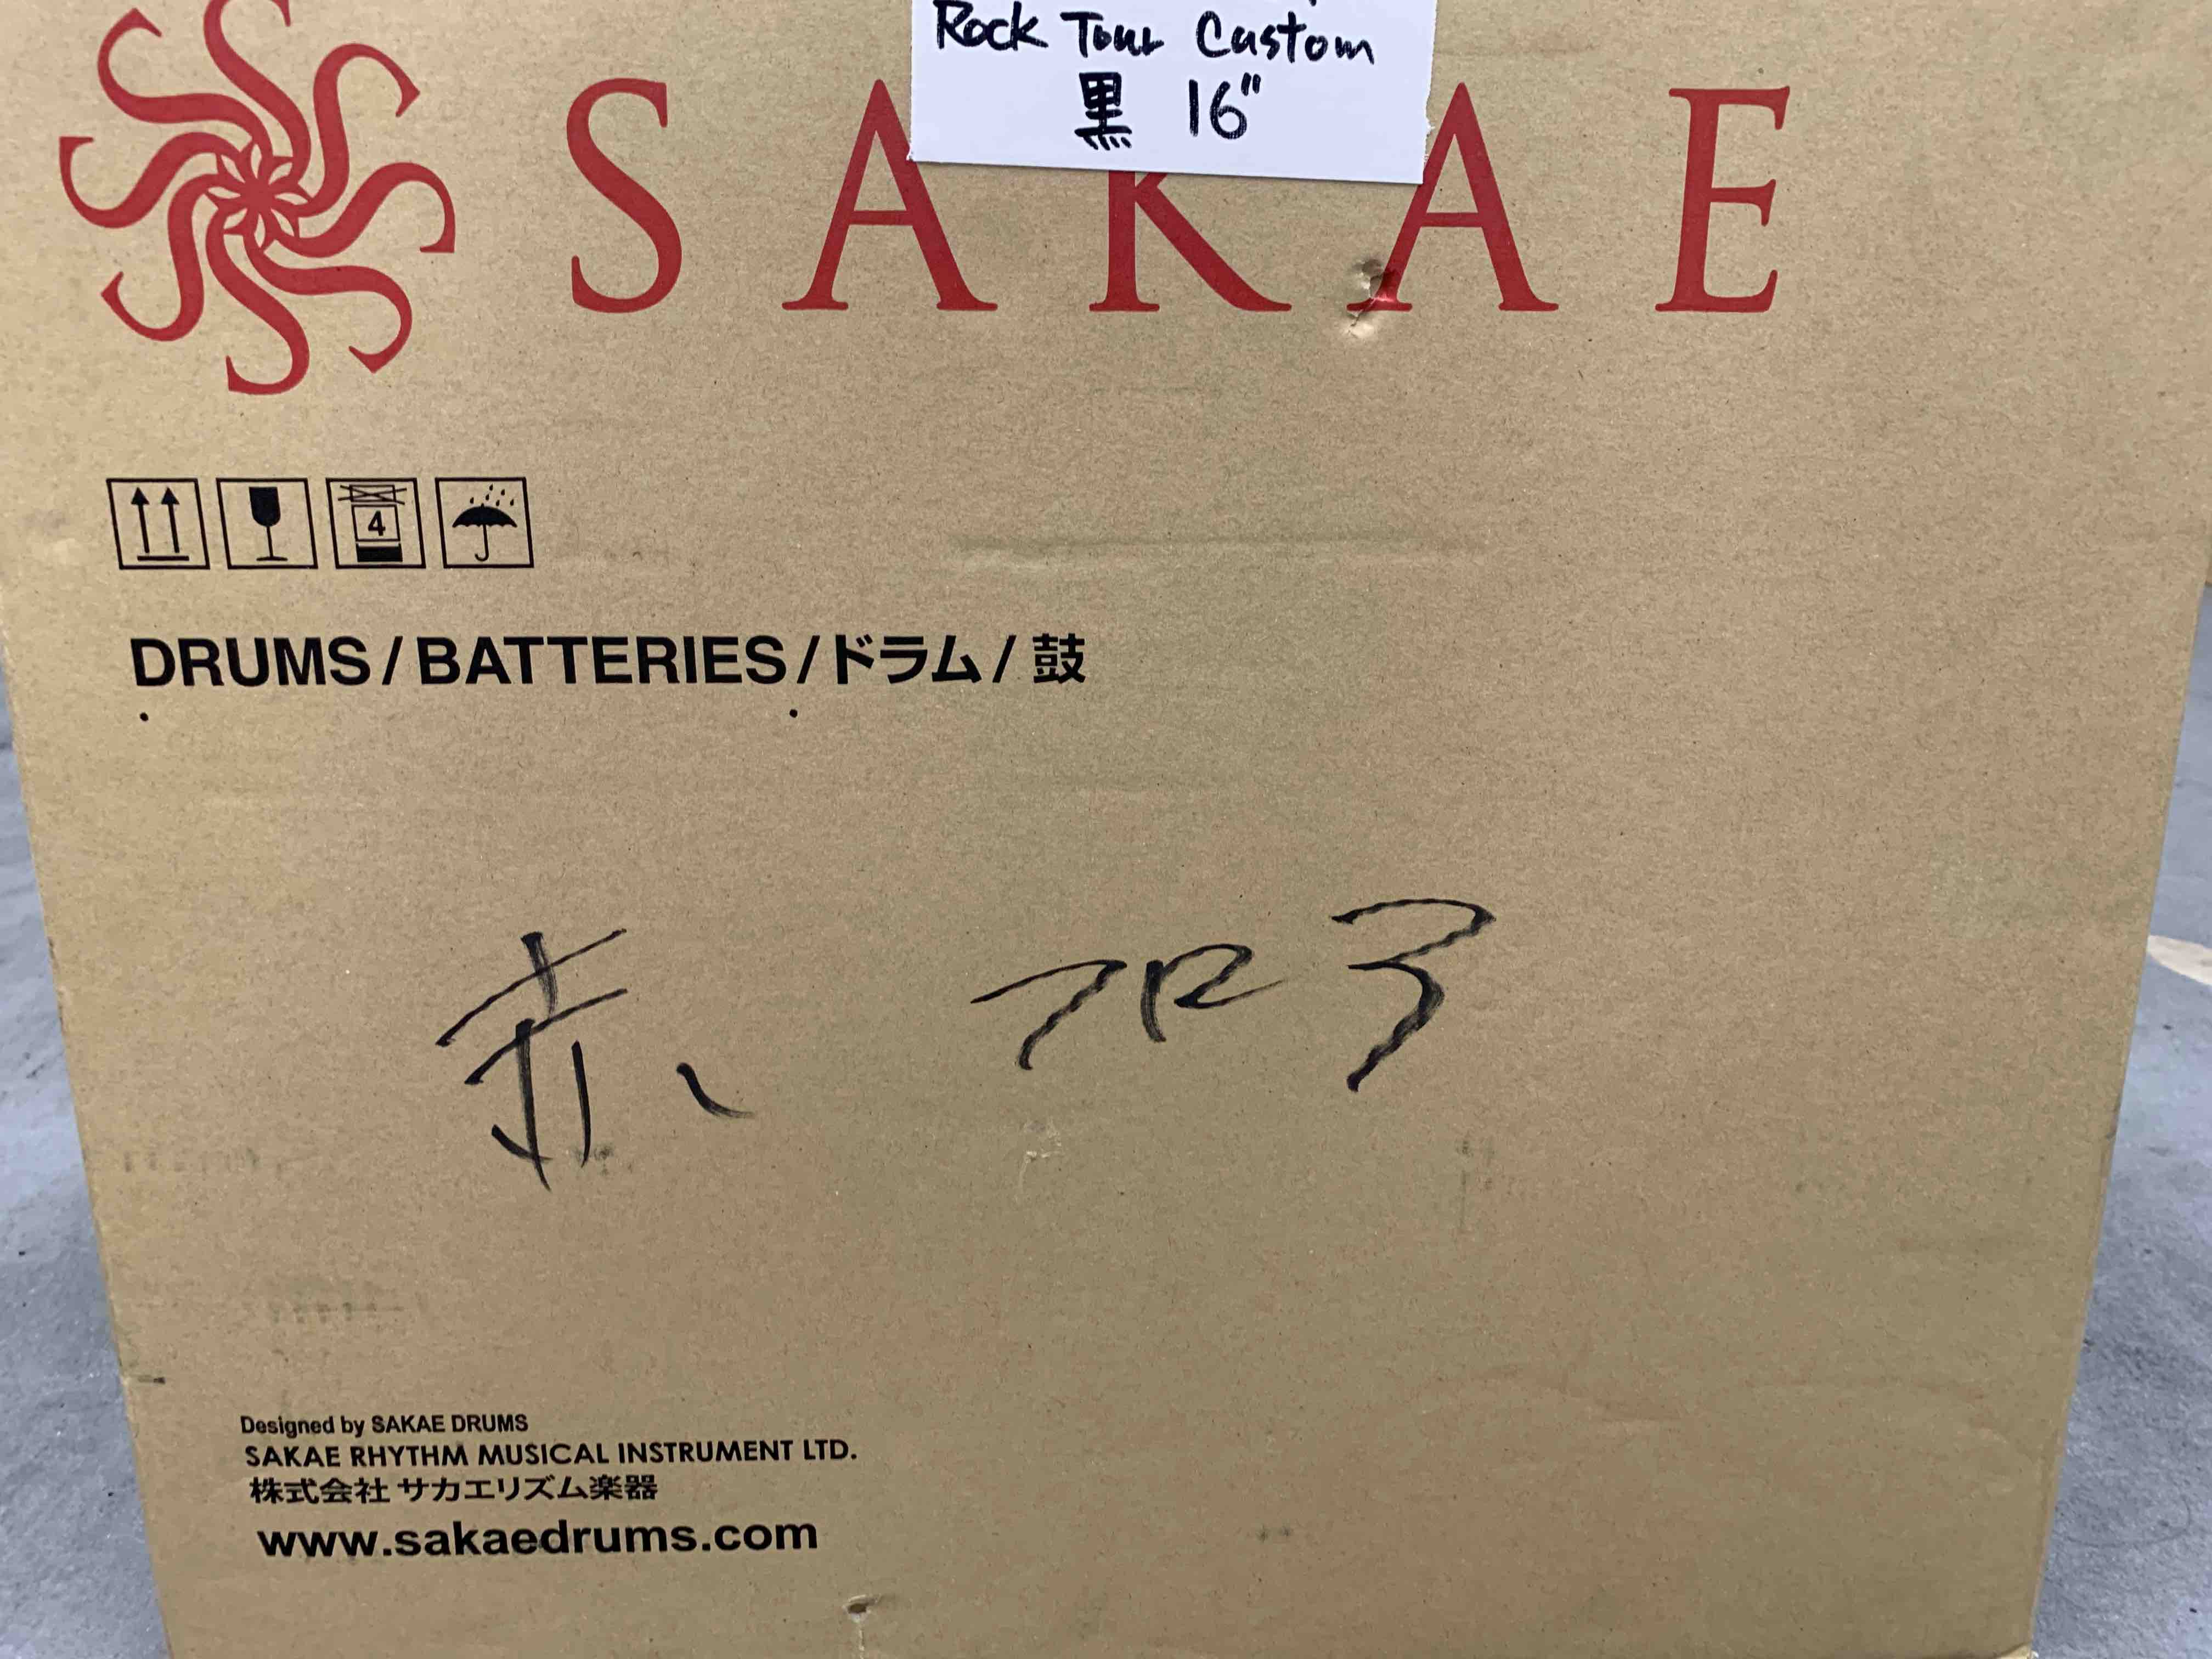 Rock Tour Custom
黒 16"
SAKAE
4
DRUMS/BATTERIES/ドラム/鼓
赤、 フロア
Designed by SAKAE DRUMS
SAKAE RHYTHM MUSICAL INSTRUMENT LTD.
株式会社 サカエリズム楽器
www.sakaedrums.com